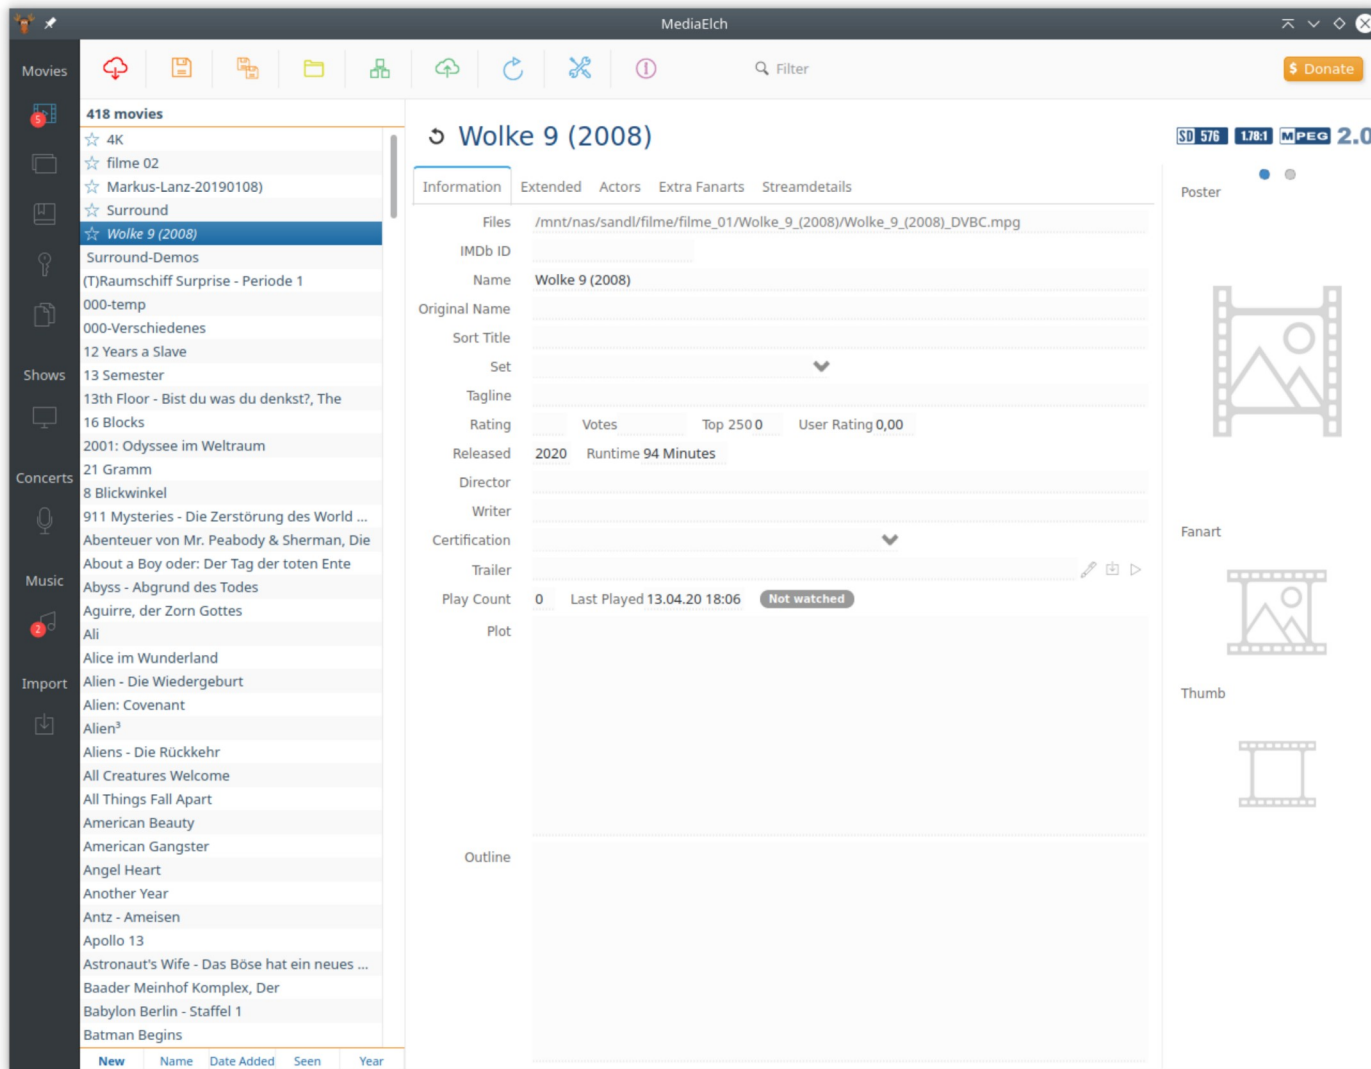 MediaElch
Movies
5
Shows
Concerts
Music
2
Import
Filter
$ Donate
418 movies
4K
filme 02
Markus-Lanz-20190108)
Surround
Wolke 9 (2008)
Surround-Demos
(T)Raumschiff Surprise - Periode 1
000-temp
000-Verschiedenes
12 Years a Slave
13 Semester
13th Floor - Bist du was du denkst?, The
16 Blocks
2001: Odyssee im Weltraum
21 Gramm
8 Blickwinkel
911 Mysteries - Die Zerstörung des World ...
Abenteuer von Mr. Peabody & Sherman, Die
About a Boy oder: Der Tag der toten Ente
Abyss - Abgrund des Todes
Aguirre, der Zorn Gottes
Ali
Alice im Wunderland
Alien - Die Wiedergeburt
Alien: Covenant
Alien³
Aliens - Die Rückkehr
All Creatures Welcome
All Things Fall Apart
American Beauty
American Gangster
Angel Heart
Another Year
Antz - Ameisen
Apollo 13
Astronaut's Wife - Das Böse hat ein neues ...
Baader Meinhof Komplex, Der
Babylon Berlin - Staffel 1
Batman Begins
New Name Date Added Seen Year
Wolke 9 (2008)
SD 576 1.78:1 MPEG 2.0
Information Extended Actors Extra Fanarts Streamdetails
Files /mnt/nas/sandl/filme/filme_01/Wolke_9_(2008)/Wolke_9_(2008)_DVBC.mpg
IMDb ID
Name Wolke 9 (2008)
Original Name
Sort Title
Set
Tagline
Rating Votes Top 250 0 User Rating 0,00
Released 2020 Runtime 94 Minutes
Director
Writer
Certification
Trailer
Play Count 0 Last Played 13.04.20 18:06 Not watched
Plot
Outline
Poster
Fanart
Thumb